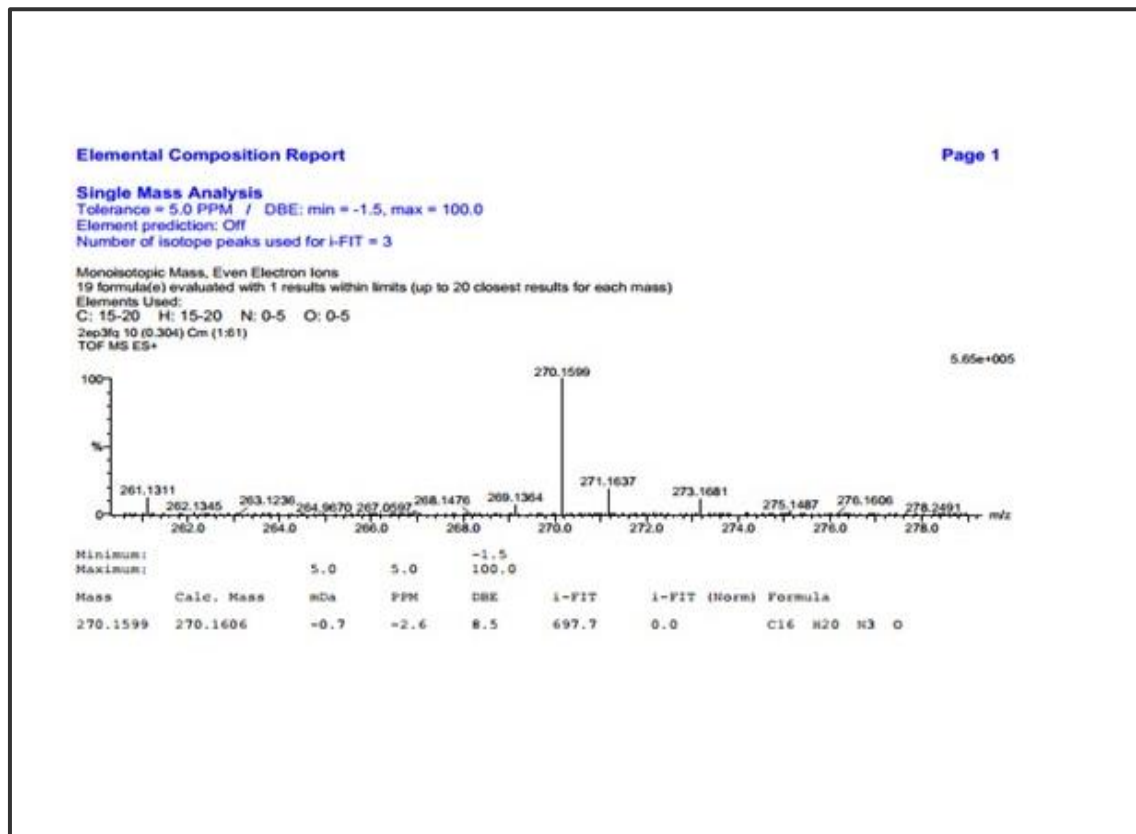 Elemental Composition Report Page 1
Single Mass Analysis
Tolerance = 5.0 PPM / DBE: min = -1.5, max = 100.0
Element prediction: Off
Number of isotope peaks used for i-FIT = 3
Monoisotopic Mass, Even Electron Ions
19 formula(e) evaluated with 1 results within limits (up to 20 closest results for each mass)
Elements Used:
C: 15-20 H: 15-20 N: 0-5 O: 0-5
2ep3fq 10 (0.304) Cm (1:61)
TOF MS ES+
5.65e+005
100
270.1599
%
261.1311 262.1345 263.1236 264.9670 267.0597 268.1476 269.1364 271.1637 273.1681 275.1487 276.1606 278.2491
0
m/z
262.0 264.0 266.0 268.0 270.0 272.0 274.0 276.0 278.0
Minimum: -1.5
Maximum: 5.0 5.0 100.0
Mass Calc. Mass mDa PPM DBE i-FIT i-FIT (Norm) Formula
270.1599 270.1606 -0.7 -2.6 8.5 697.7 0.0 C16 H20 N3 O